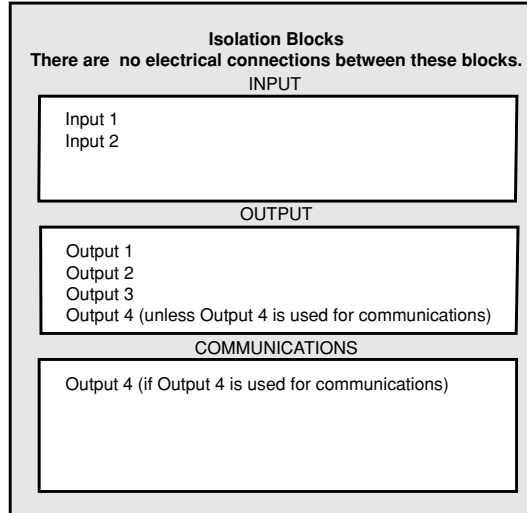 Isolation Blocks
There are no electrical connections between these blocks.
INPUT
Input 1
Input 2
OUTPUT
Output 1
Output 2
Output 3
Output 4 (unless Output 4 is used for communications)
COMMUNICATIONS
Output 4 (if Output 4 is used for communications)